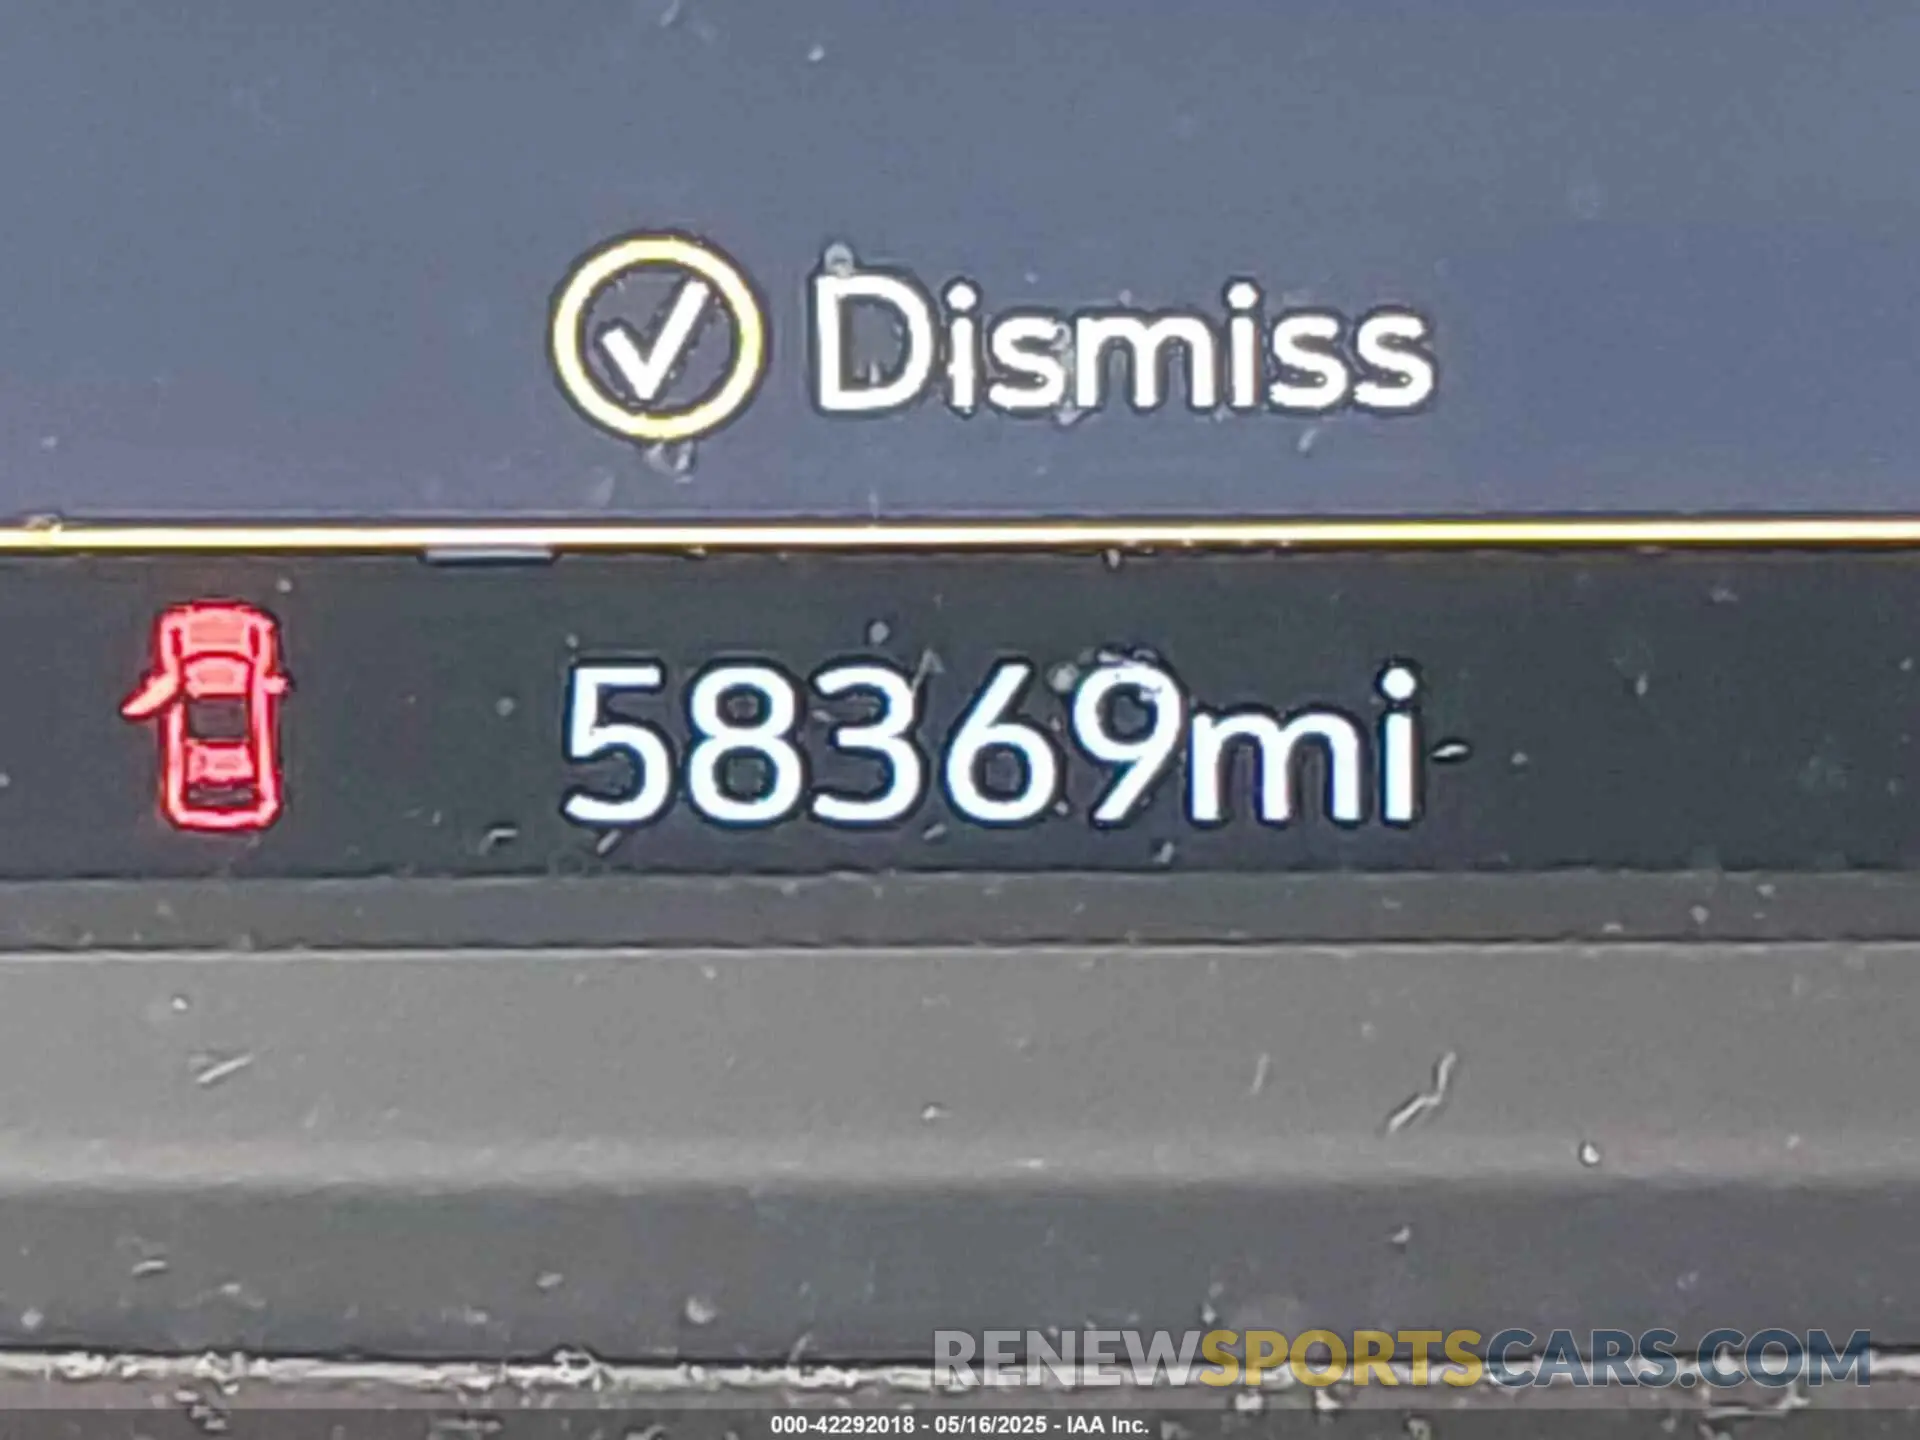 Dismiss
58369mi
RENEWSPORTSCARS.COM
000-42292018 - 05/16/2025 - IAA Inc.